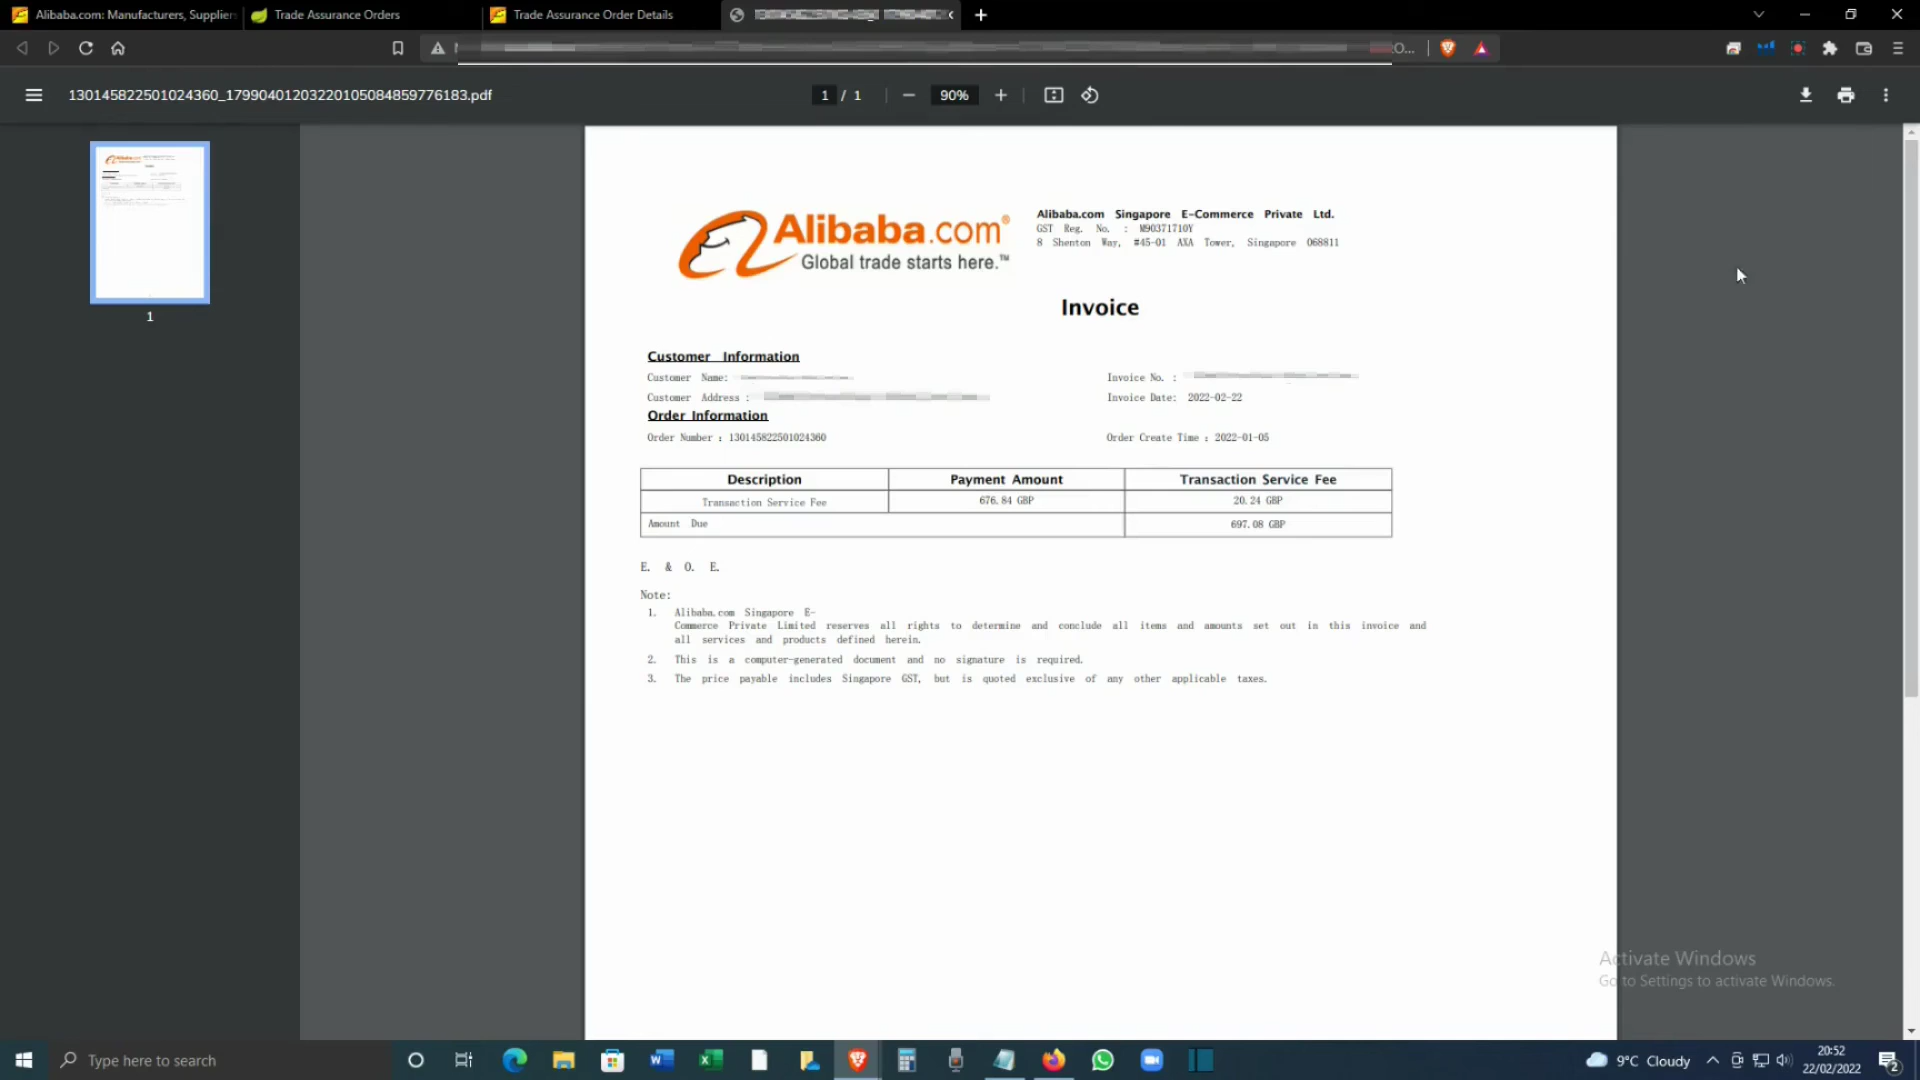 Alibaba.com: Manufacturers, Supplier
Trade Assurance Orders
Trade Assurance Order Details
130145822501024360_17990401203220105084859776183.pdf
1 / 1
90%
1
Alibaba.com®
Global trade starts here.™
Alibaba.com Singapore E-Commerce Private Ltd.
GST Reg. No. : M90371710Y
8 Shenton Way, #45-01 AXA Tower, Singapore 068811
Invoice
Customer Information
Customer Name:
Invoice No. :
Customer Address :
Invoice Date: 2022-02-22
Order Information
Order Number : 130145822501024360
Order Create Time : 2022-01-05
Description Payment Amount Transaction Service Fee
Transaction Service Fee 676.84 GBP 20.24 GBP
Amount Due 697.08 GBP
E. & O. E.
Note:
1. Alibaba.com Singapore E-
Commerce Private Limited reserves all rights to determine and conclude all items and amounts set out in this invoice and
all services and products defined herein.
2. This is a computer-generated document and no signature is required.
3. The price payable includes Singapore GST, but is quoted exclusive of any other applicable taxes.
Activate Windows
Go to Settings to activate Windows.
Type here to search
9°C Cloudy
20:52
22/02/2022
2